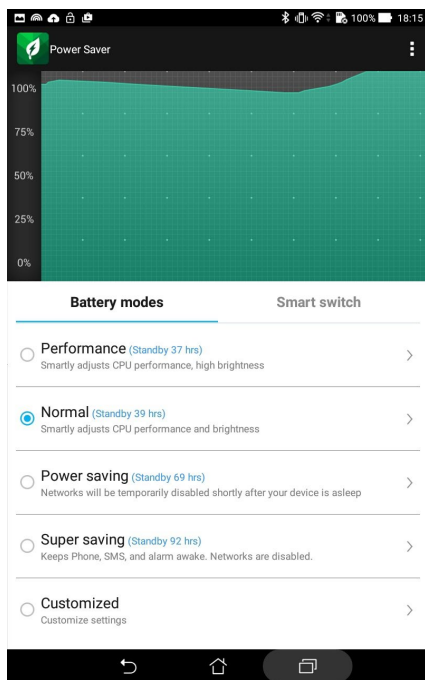 100% 18:15
Power Saver
100%
75%
50%
25%
0%
Battery modes Smart switch
Performance (Standby 37 hrs)
Smartly adjusts CPU performance, high brightness
Normal (Standby 39 hrs)
Smartly adjusts CPU performance and brightness
Power saving (Standby 69 hrs)
Networks will be temporarily disabled shortly after your device is asleep
Super saving (Standby 92 hrs)
Keeps Phone, SMS, and alarm awake. Networks are disabled.
Customized
Customize settings